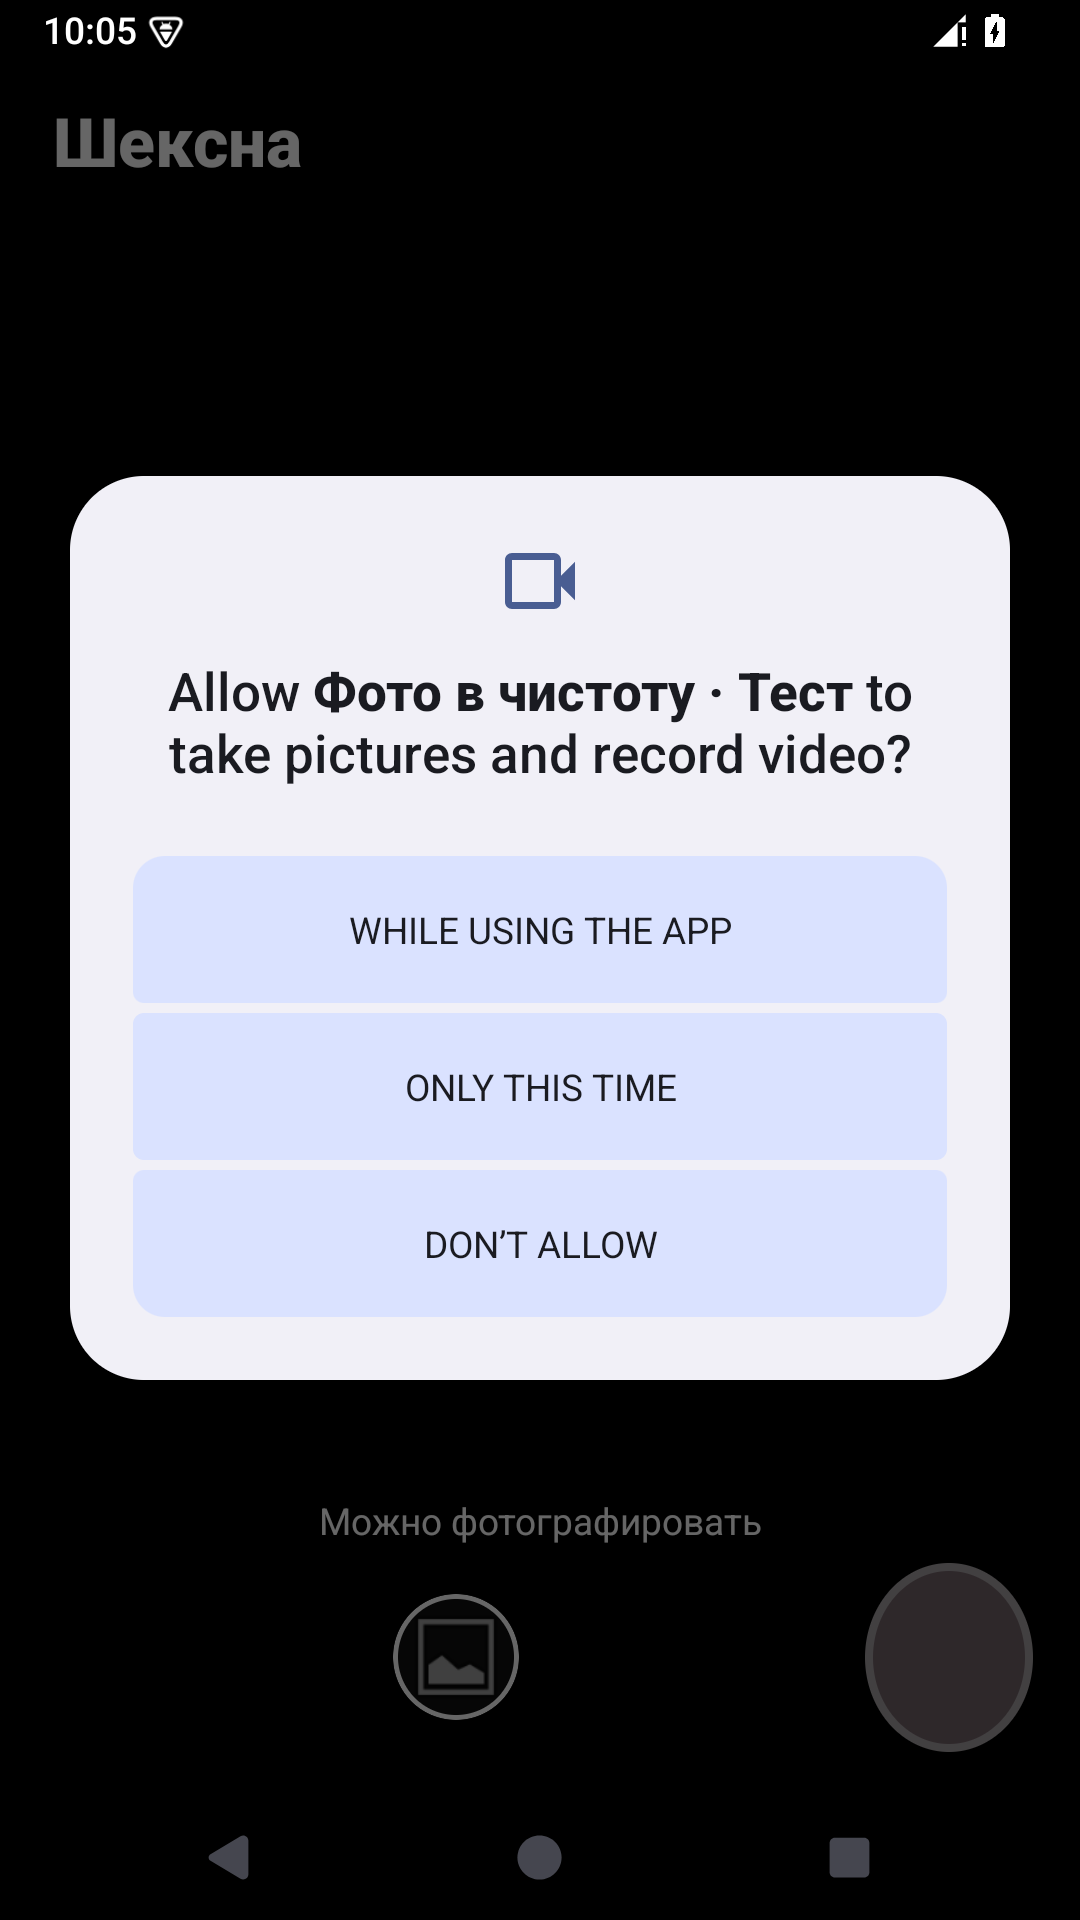 10:05
Шексна
Allow Фото в чистоту · Тест to
take pictures and record video?
WHILE USING THE APP
ONLY THIS TIME
DON’T ALLOW
Можно фотографировать